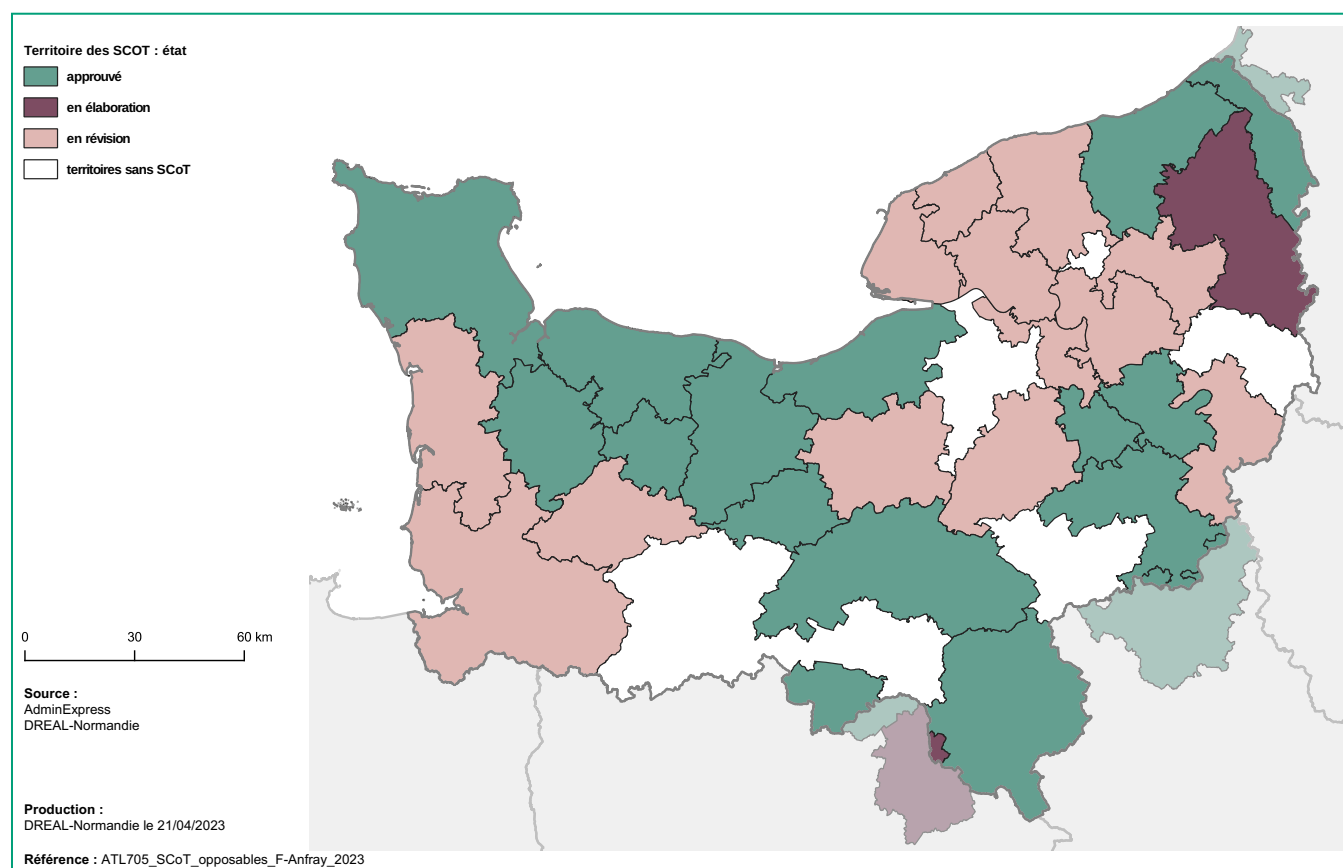 Territoire des SCOT : état
approuvé
en élaboration
en révision
territoires sans SCoT
0 30 60 km
Source :
AdminExpress
DREAL-Normandie
Production :
DREAL-Normandie le 21/04/2023
Référence : ATL705_SCoT_opposables_F-Anfray_2023